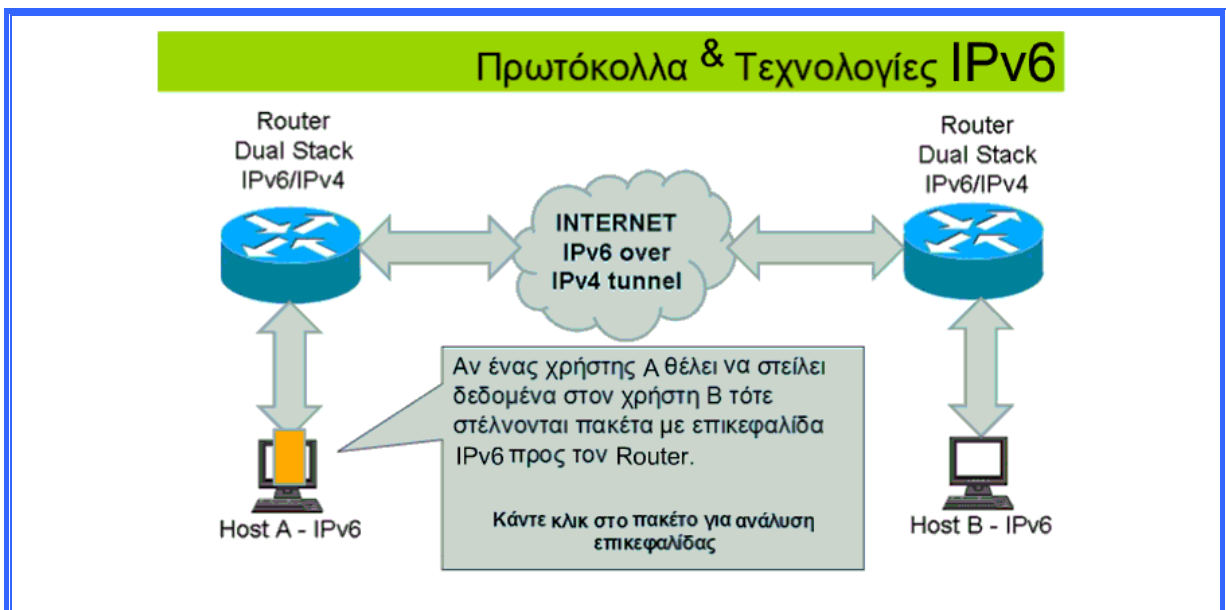 Πρωτόκολλα & Τεχνολογίες IPv6
Router
Dual Stack
IPv6/IPv4
Router
Dual Stack
IPv6/IPv4
INTERNET
IPv6 over
IPv4 tunnel
Αν ένας χρήστης Α θέλει να στείλει
δεδομένα στον χρήστη Β τότε
στέλνονται πακέτα με επικεφαλίδα
IPv6 προς τον Router.
Κάντε κλικ στο πακέτο για ανάλυση
επικεφαλίδας
Host A - IPv6
Host B - IPv6